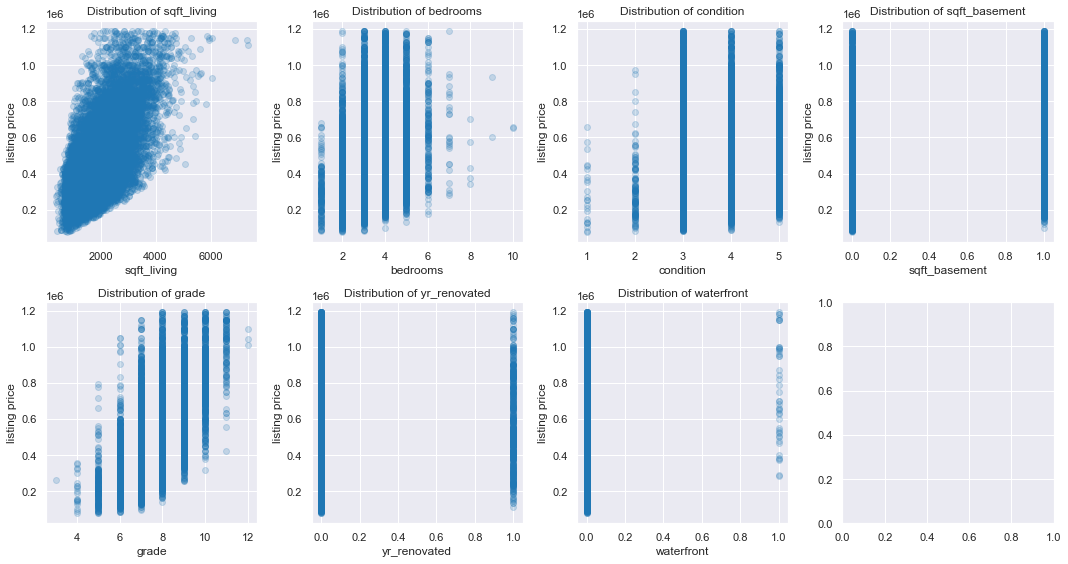 Distribution of sqft_living
1e6
1.2
1.0
0.8
0.6
0.4
0.2
listing price
2000 4000 6000
sqft_living
Distribution of bedrooms
1e6
1.2
1.0
0.8
0.6
0.4
0.2
listing price
2 4 6 8 10
bedrooms
Distribution of condition
1e6
1.2
1.0
0.8
0.6
0.4
0.2
listing price
1 2 3 4 5
condition
Distribution of sqft_basement
1e6
1.2
1.0
0.8
0.6
0.4
0.2
listing price
0.0 0.2 0.4 0.6 0.8 1.0
sqft_basement
Distribution of grade
1e6
1.2
1.0
0.8
0.6
0.4
0.2
listing price
4 6 8 10 12
grade
Distribution of yr_renovated
1e6
1.2
1.0
0.8
0.6
0.4
0.2
listing price
0.0 0.2 0.4 0.6 0.8 1.0
yr_renovated
Distribution of waterfront
1e6
1.2
1.0
0.8
0.6
0.4
0.2
listing price
0.0 0.2 0.4 0.6 0.8 1.0
waterfront
1.0
0.8
0.6
0.4
0.2
0.0
0.0 0.2 0.4 0.6 0.8 1.0